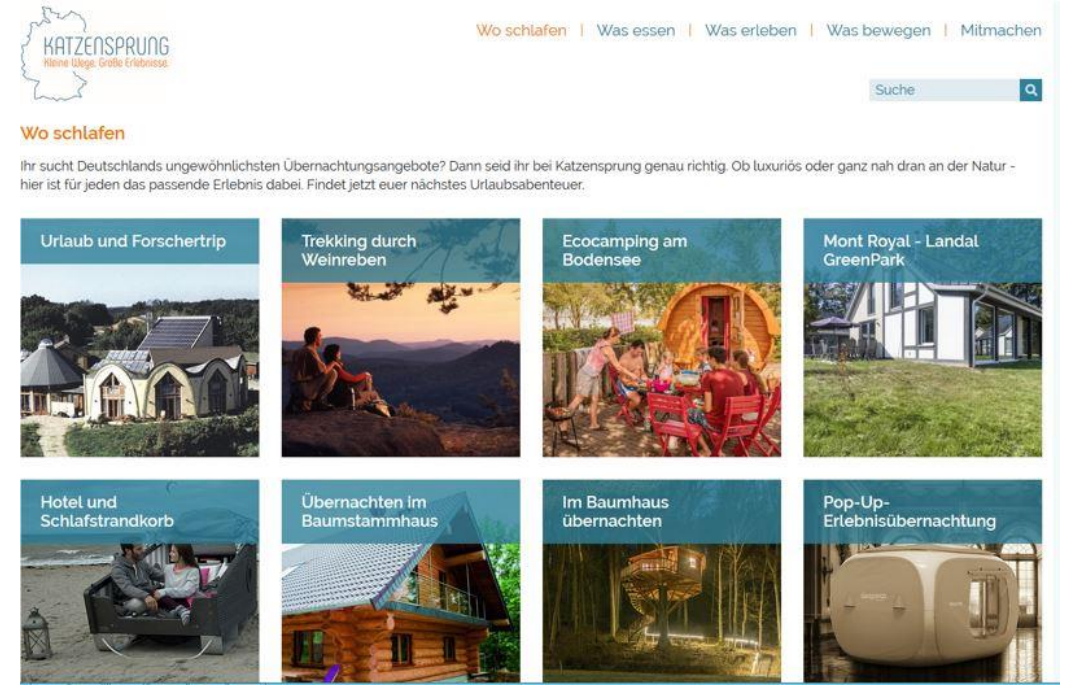 KATZENSPRUNG
Kleine Wege. Große Erlebnisse.
Wo schlafen | Was essen | Was erleben | Was bewegen | Mitmachen
Suche
Wo schlafen
Ihr sucht Deutschlands ungewöhnlichsten Übernachtungsangebote? Dann seid ihr bei Katzensprung genau richtig. Ob luxuriös oder ganz nah dran an der Natur -
hier ist für jeden das passende Erlebnis dabei. Findet jetzt euer nächstes Urlaubsabenteuer.
Urlaub und Forschertrip
Trekking durch
Weinreben
Ecocamping am
Bodensee
Mont Royal - Landal
GreenPark
Hotel und
Schlafstrandkorb
Übernachten im
Baumstammhaus
Im Baumhaus
übernachten
Pop-Up-
Erlebnisübernachtung